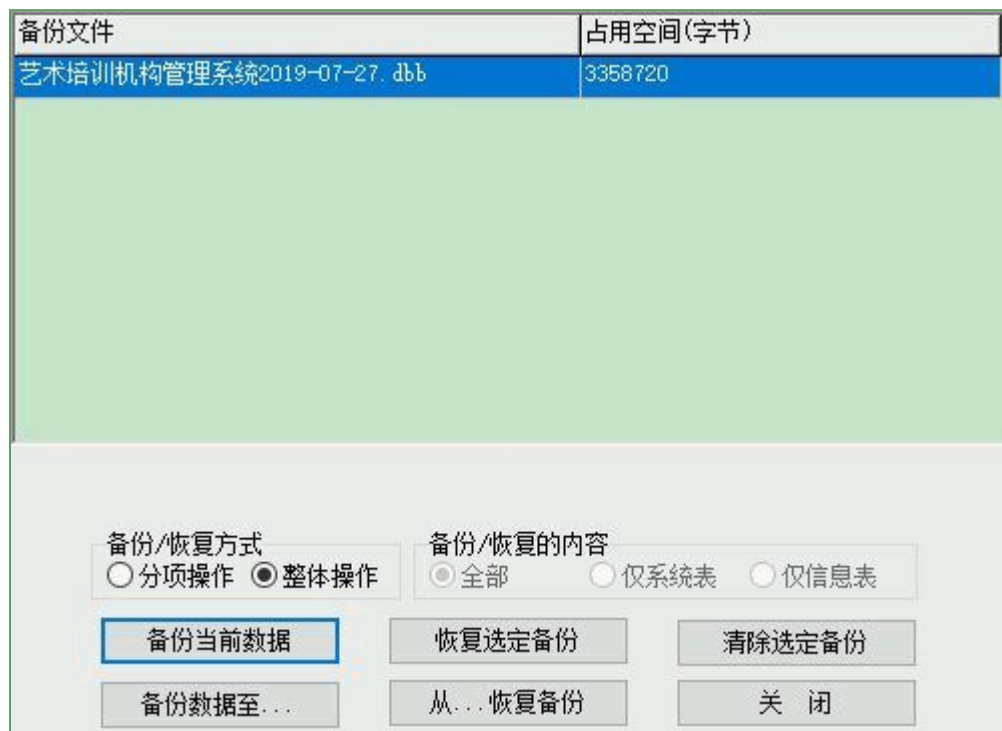 备份文件 占用空间(字节)
艺术培训机构管理系统2019-07-27.dbb 3358720
备份/恢复方式 备份/恢复的内容
分项操作 整体操作 全部 仅系统表 仅信息表
备份当前数据 恢复选定备份 清除选定备份
备份数据至... 从...恢复备份 关 闭